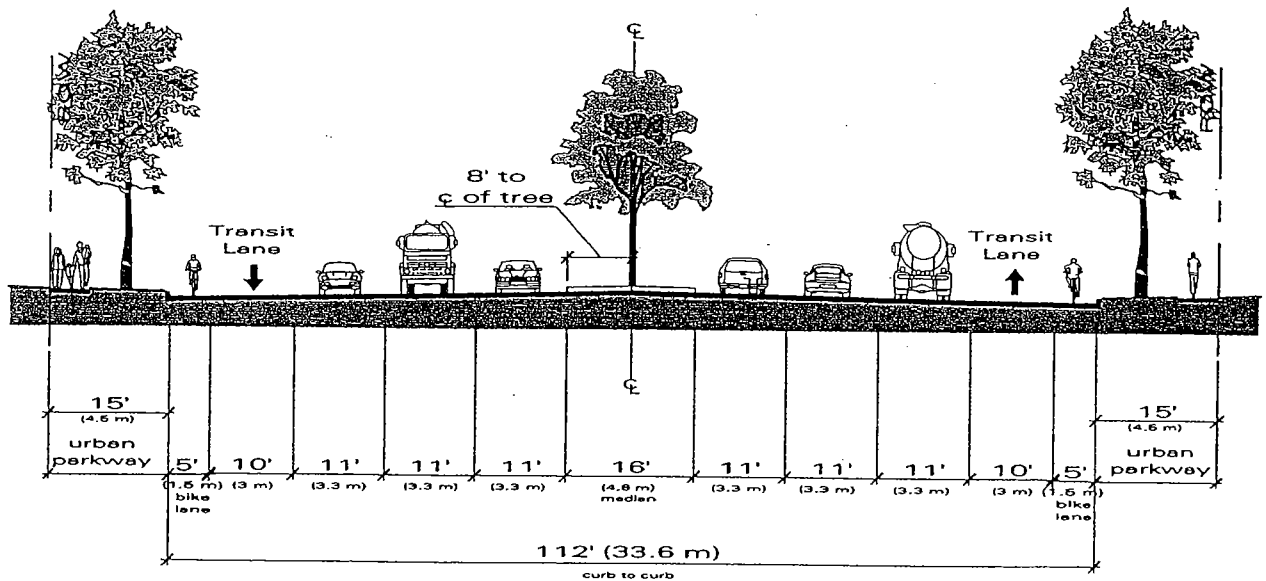 ℄
8' to
℄ of tree
Transit
Lane
Transit
Lane
℄
15'
(4.5 m)
urban
parkway
5'
(1.5 m)
bike
lane
10'
(3 m)
11'
(3.3 m)
11'
(3.3 m)
11'
(3.3 m)
16'
(4.8 m)
median
11'
(3.3 m)
11'
(3.3 m)
11'
(3.3 m)
10'
(3 m)
5'
(1.5 m)
bike
lane
15'
(4.5 m)
urban
parkway
112' (33.6 m)
curb to curb